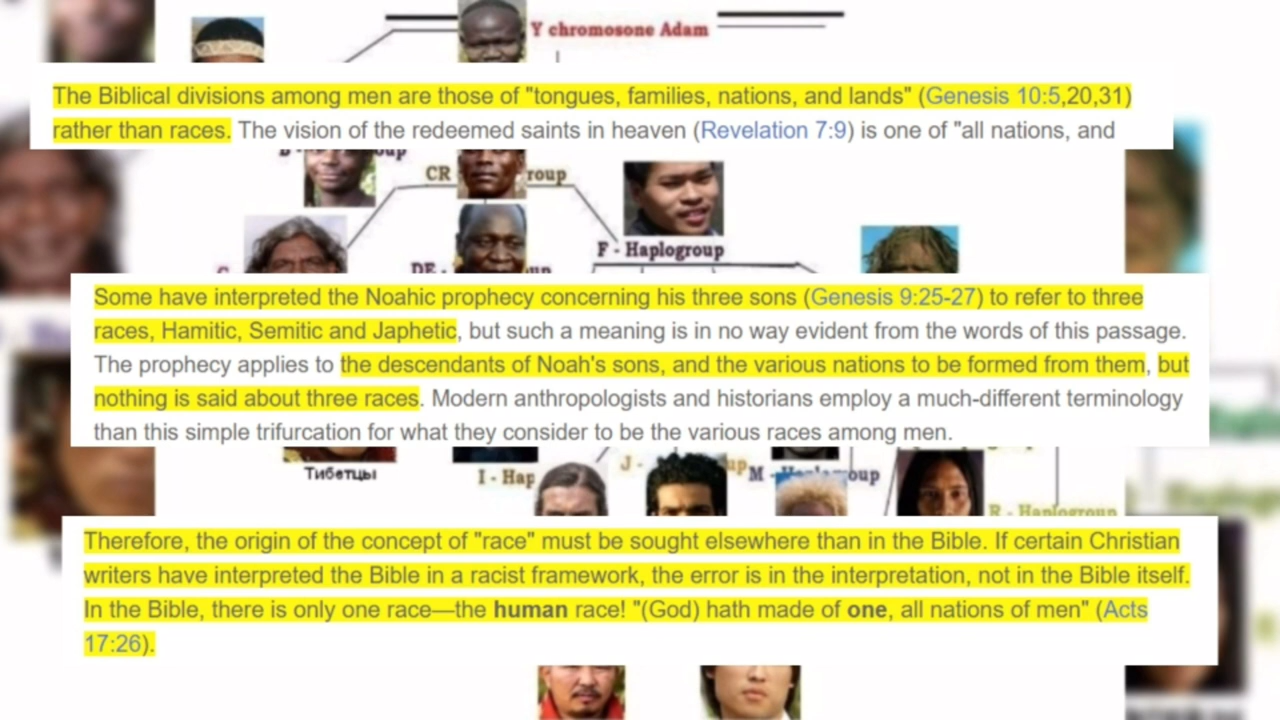 Y chromosone Adam
The Biblical divisions among men are those of "tongues, families, nations, and lands" (Genesis 10:5,20,31)
rather than races. The vision of the redeemed saints in heaven (Revelation 7:9) is one of "all nations, and
CR roup
F - Haplogroup
DE -
Some have interpreted the Noahic prophecy concerning his three sons (Genesis 9:25-27) to refer to three
races, Hamitic, Semitic and Japhetic, but such a meaning is in no way evident from the words of this passage.
The prophecy applies to the descendants of Noah's sons, and the various nations to be formed from them, but
nothing is said about three races. Modern anthropologists and historians employ a much-different terminology
than this simple trifurcation for what they consider to be the various races among men.
Тибетцы
I - Hap
J - up
M - Haplogroup
R - Haplogroup
Therefore, the origin of the concept of "race" must be sought elsewhere than in the Bible. If certain Christian
writers have interpreted the Bible in a racist framework, the error is in the interpretation, not in the Bible itself.
In the Bible, there is only one race—the human race! "(God) hath made of one, all nations of men" (Acts
17:26).